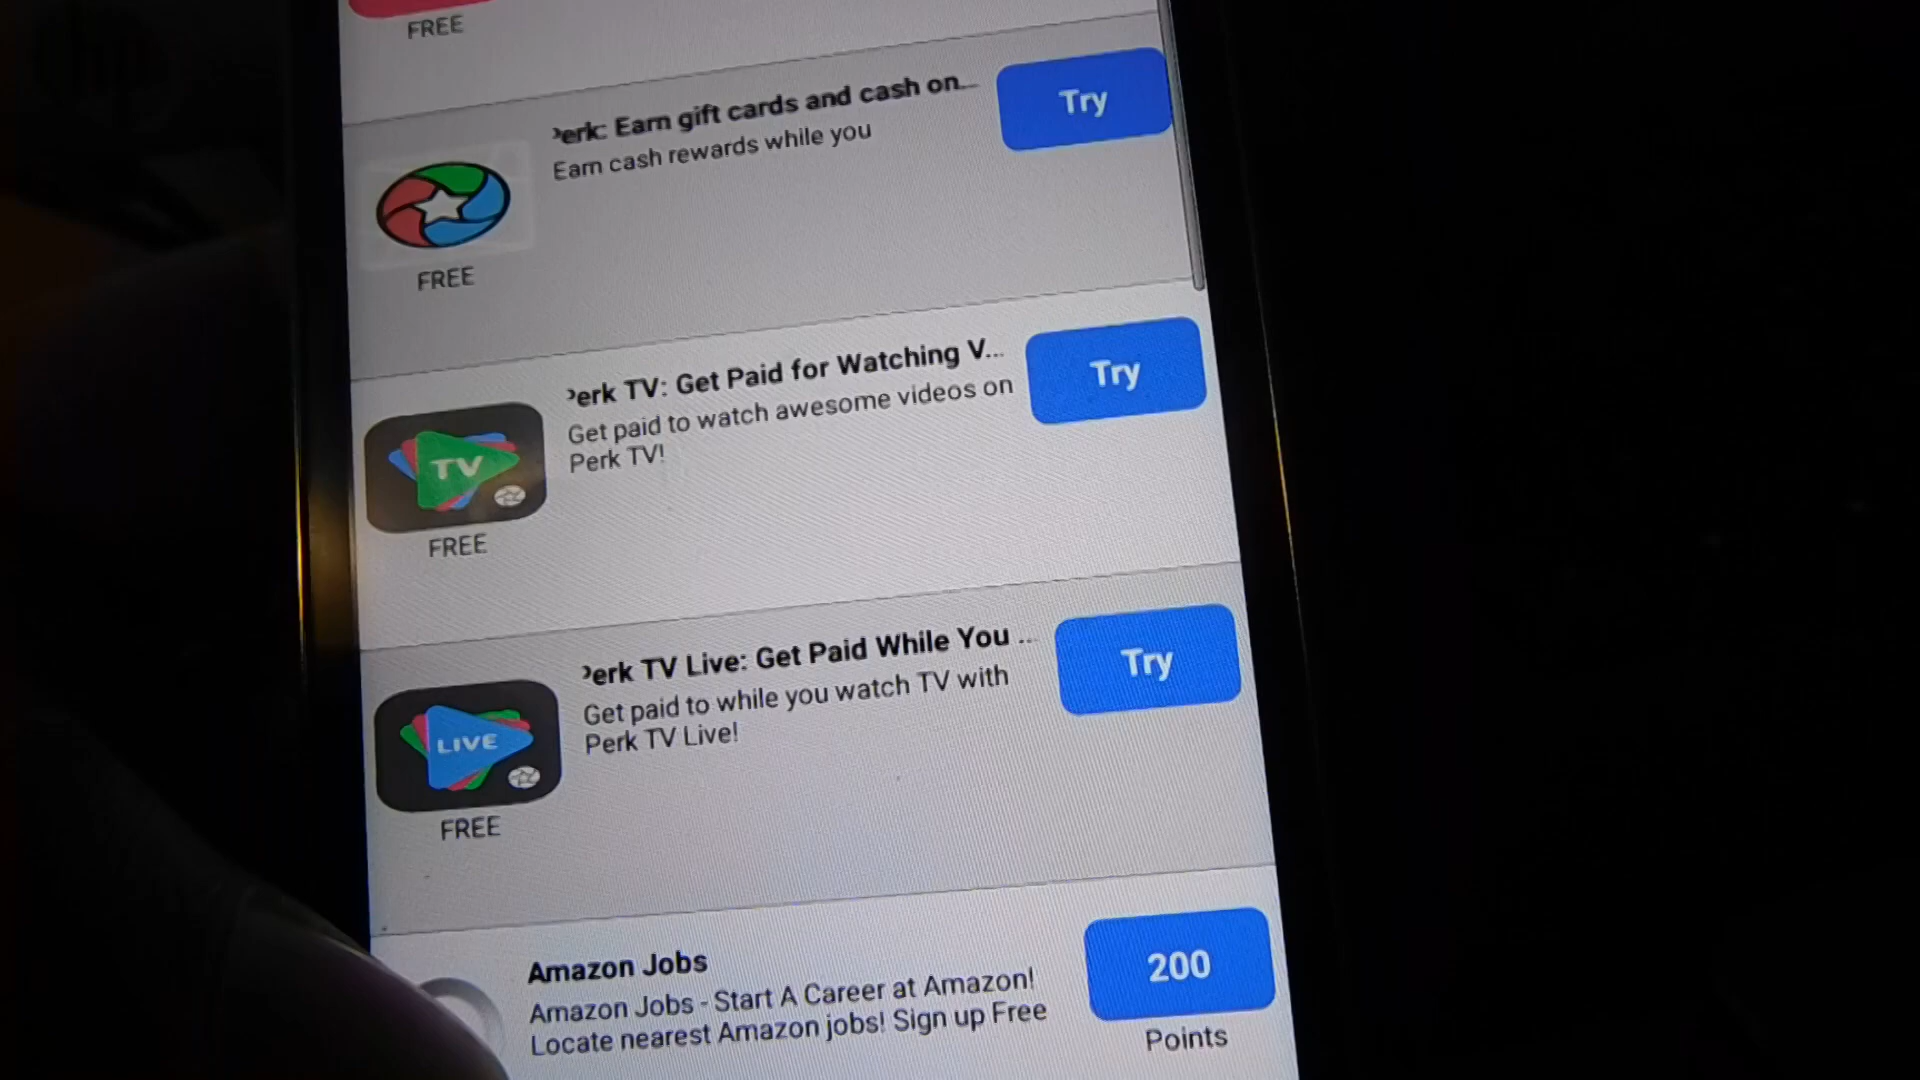 FREE
Perk: Earn gift cards and cash on...
Earn cash rewards while you
Try
FREE
Perk TV: Get Paid for Watching V...
Get paid to watch awesome videos on
Perk TV!
Try
TV
FREE
Perk TV Live: Get Paid While You ...
Get paid to while you watch TV with
Perk TV Live!
Try
LIVE
FREE
Amazon Jobs
Amazon Jobs - Start A Career at Amazon!
Locate nearest Amazon jobs! Sign up Free
200
Points